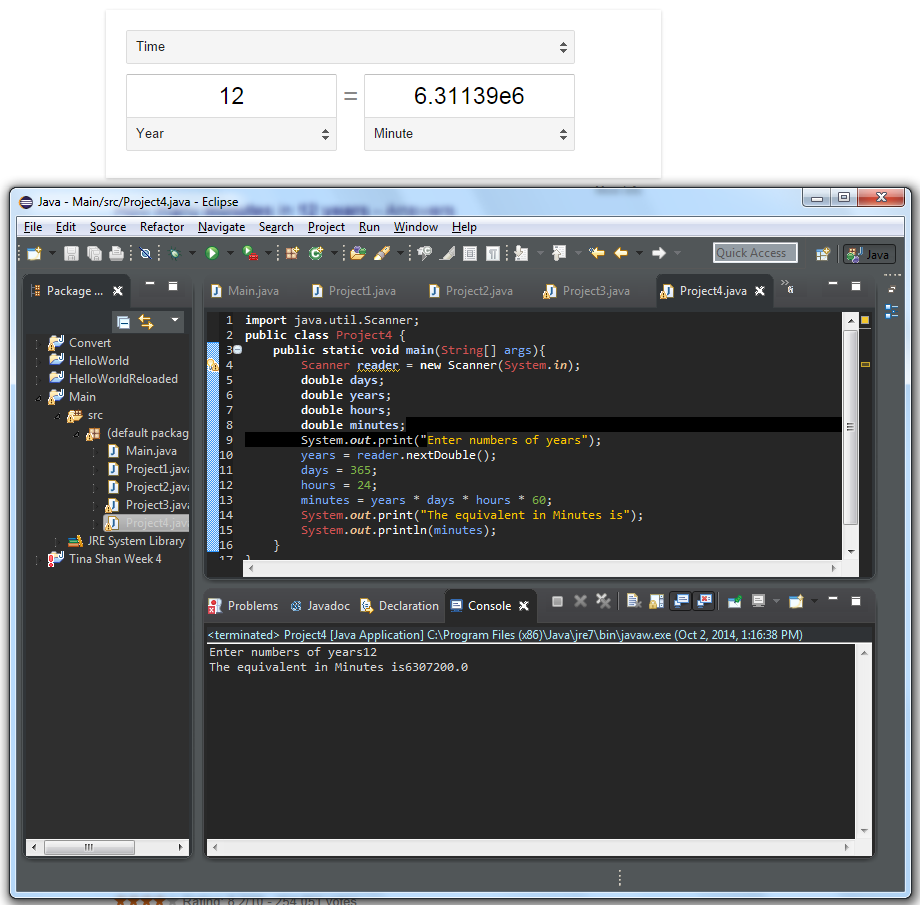 Time
12 = 6.31139e6
Year Minute
Java - Main/src/Project4.java - Eclipse
File Edit Source Refactor Navigate Search Project Run Window Help
Quick Access Java
Package ...
Convert
HelloWorld
HelloWorldReloaded
Main
src
(default packag
Main.java
Project1.java
Project2.java
Project3.java
Project4.java
JRE System Library
Tina Shan Week 4
Main.java Project1.java Project2.java Project3.java Project4.java
1 import java.util.Scanner;
2 public class Project4 {
3 public static void main(String[] args){
4 Scanner reader = new Scanner(System.in);
5 double days;
6 double years;
7 double hours;
8 double minutes;
9 System.out.print("Enter numbers of years");
10 years = reader.nextDouble();
11 days = 365;
12 hours = 24;
13 minutes = years * days * hours * 60;
14 System.out.print("The equivalent in Minutes is");
15 System.out.println(minutes);
16 }
17 }
Problems Javadoc Declaration Console
<terminated> Project4 [Java Application] C:\Program Files (x86)\Java\jre7\bin\javaw.exe (Oct 2, 2014, 1:16:38 PM)
Enter numbers of years12
The equivalent in Minutes is6307200.0